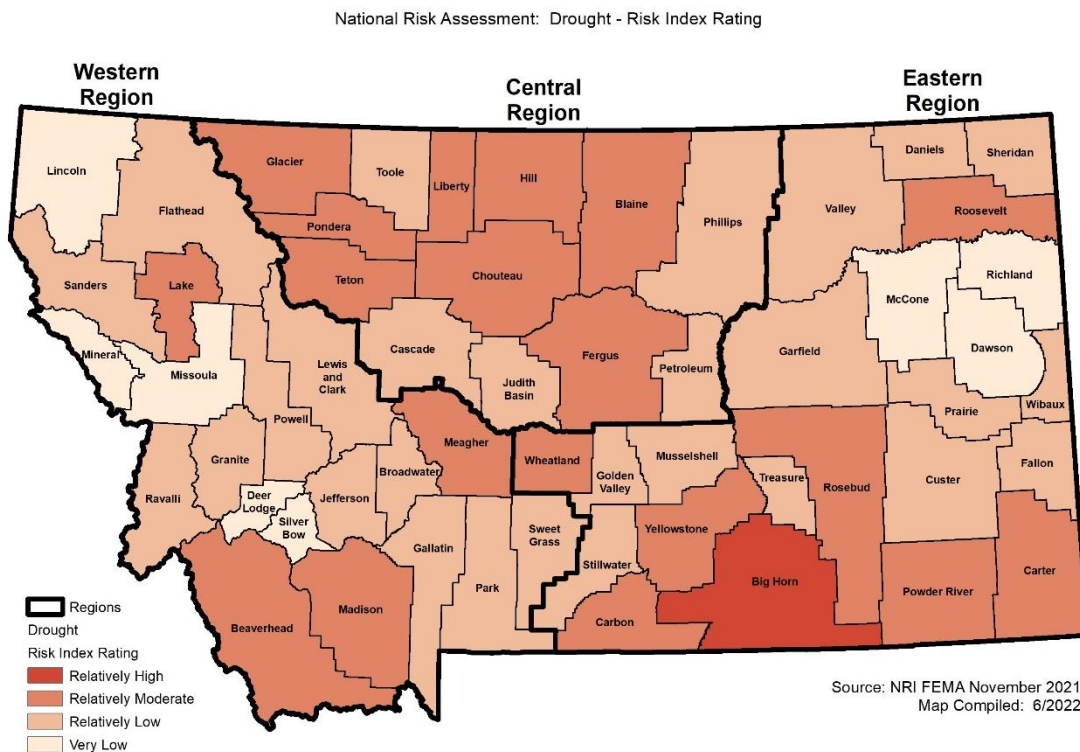 National Risk Assessment: Drought - Risk Index Rating
Western
Region
Central
Region
Eastern
Region
Lincoln
Flathead
Glacier
Toole
Liberty
Hill
Blaine
Phillips
Valley
Daniels
Sheridan
Roosevelt
Pondera
Teton
Chouteau
Sanders
Lake
McCone
Richland
Dawson
Garfield
Mineral
Missoula
Lewis
and
Clark
Cascade
Judith
Basin
Fergus
Petroleum
Prairie
Wibaux
Powell
Granite
Ravalli
Meagher
Broadwater
Jefferson
Wheatland
Golden
Valley
Musselshell
Treasure
Rosebud
Custer
Fallon
Deer
Lodge
Silver
Bow
Gallatin
Park
Sweet
Grass
Stillwater
Yellowstone
Big Horn
Carbon
Powder River
Carter
Beaverhead
Madison
Regions
Drought
Risk Index Rating
Relatively High
Relatively Moderate
Relatively Low
Very Low
Source: NRI FEMA November 2021
Map Compiled: 6/2022